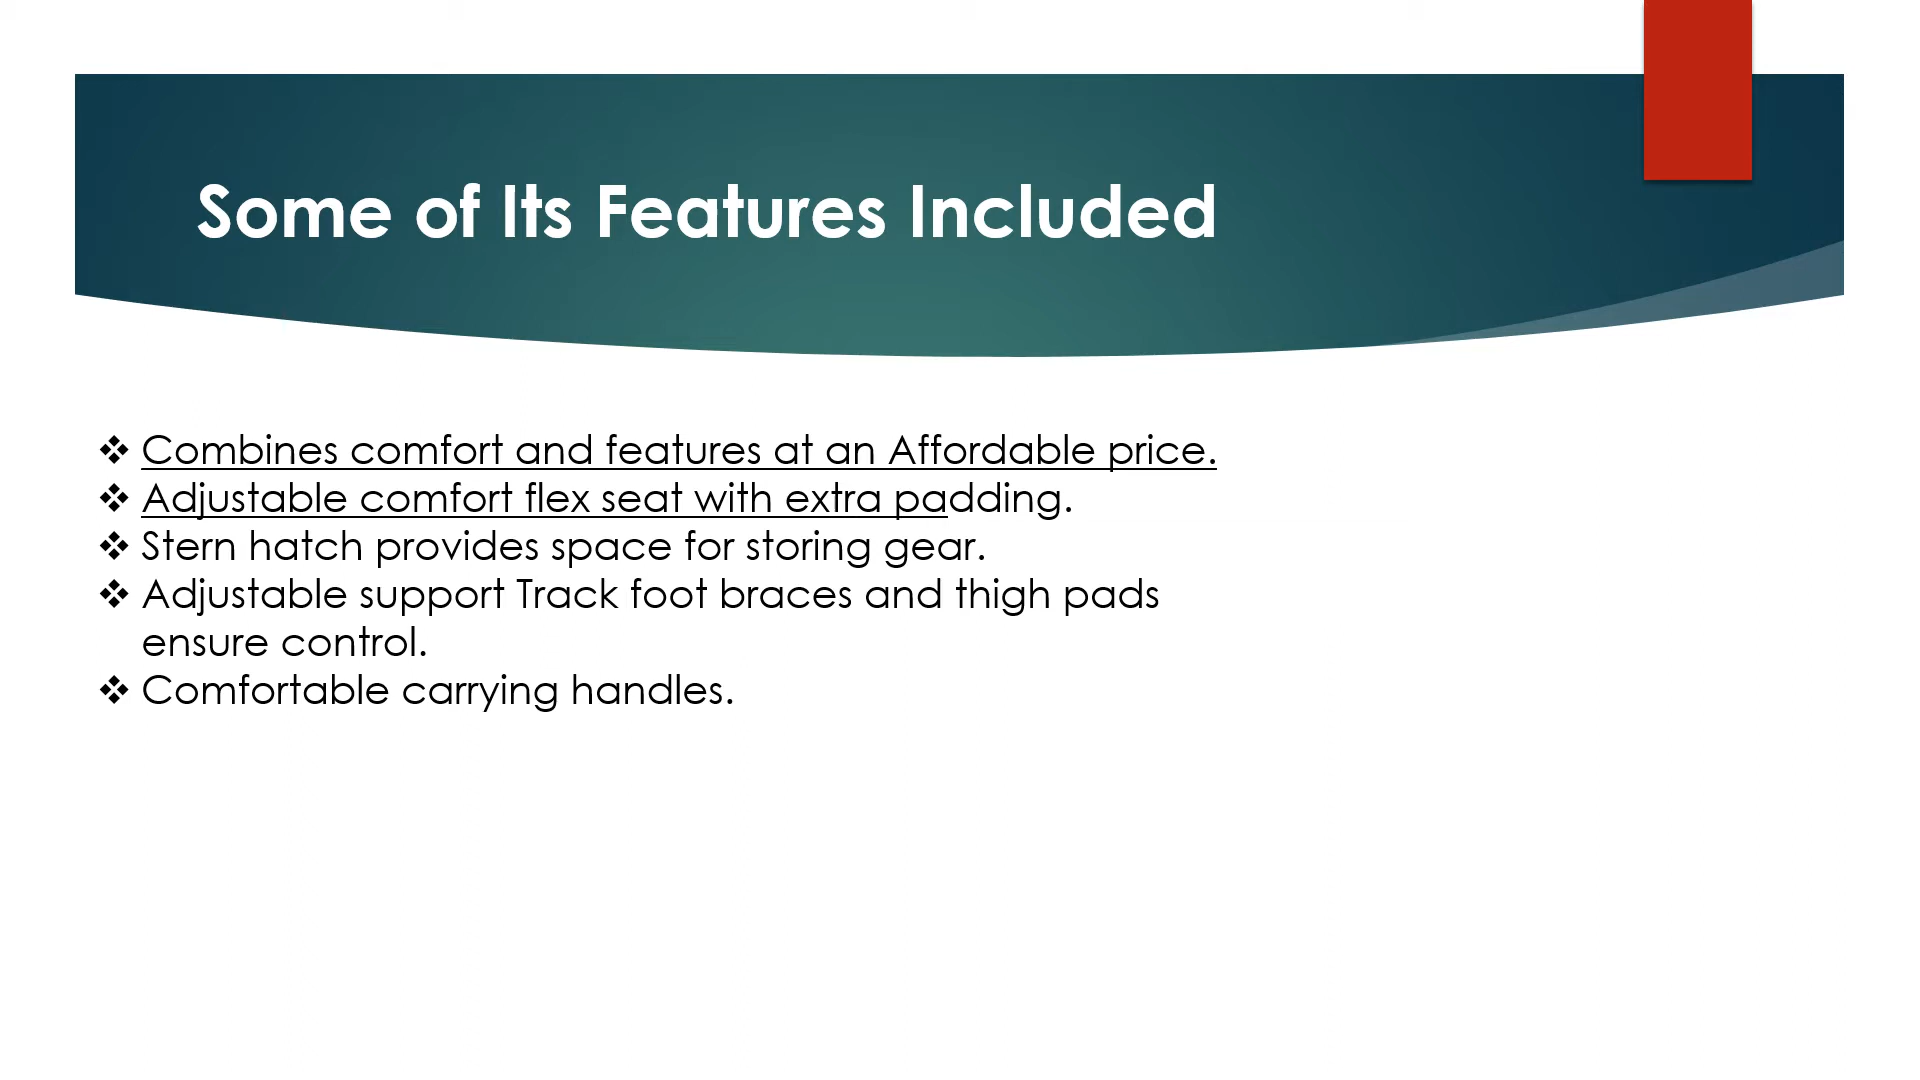 Some of Its Features Included
❖ Combines comfort and features at an Affordable price.
❖ Adjustable comfort flex seat with extra padding.
❖ Stern hatch provides space for storing gear.
❖ Adjustable support Track foot braces and thigh pads
ensure control.
❖ Comfortable carrying handles.